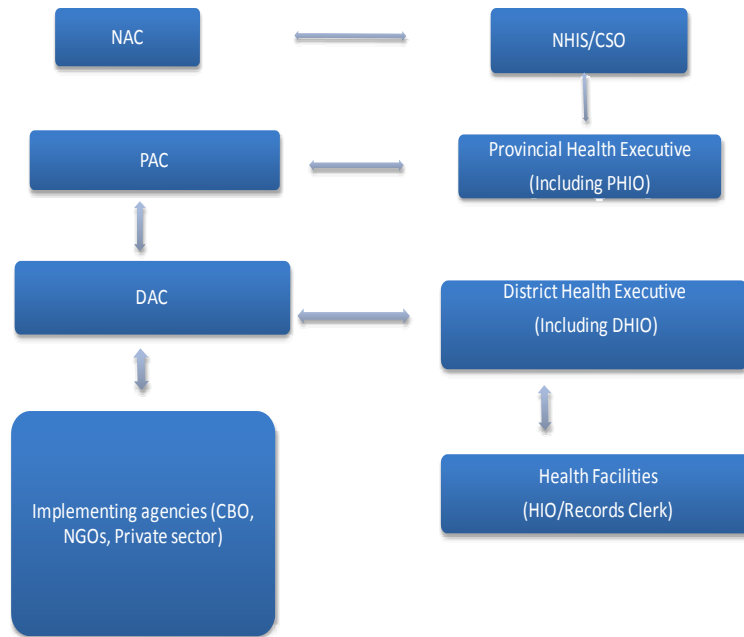 NAC
NHIS/CSO
PAC
Provincial Health Executive
(Including PHIO)
DAC
District Health Executive
(Including DHIO)
Implementing agencies (CBO,
NGOs, Private sector)
Health Facilities
(HIO/Records Clerk)